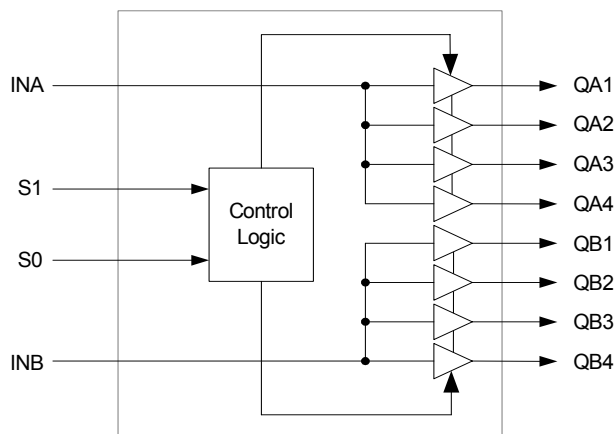 INA
S1
S0
INB
Control
Logic
QA1
QA2
QA3
QA4
QB1
QB2
QB3
QB4